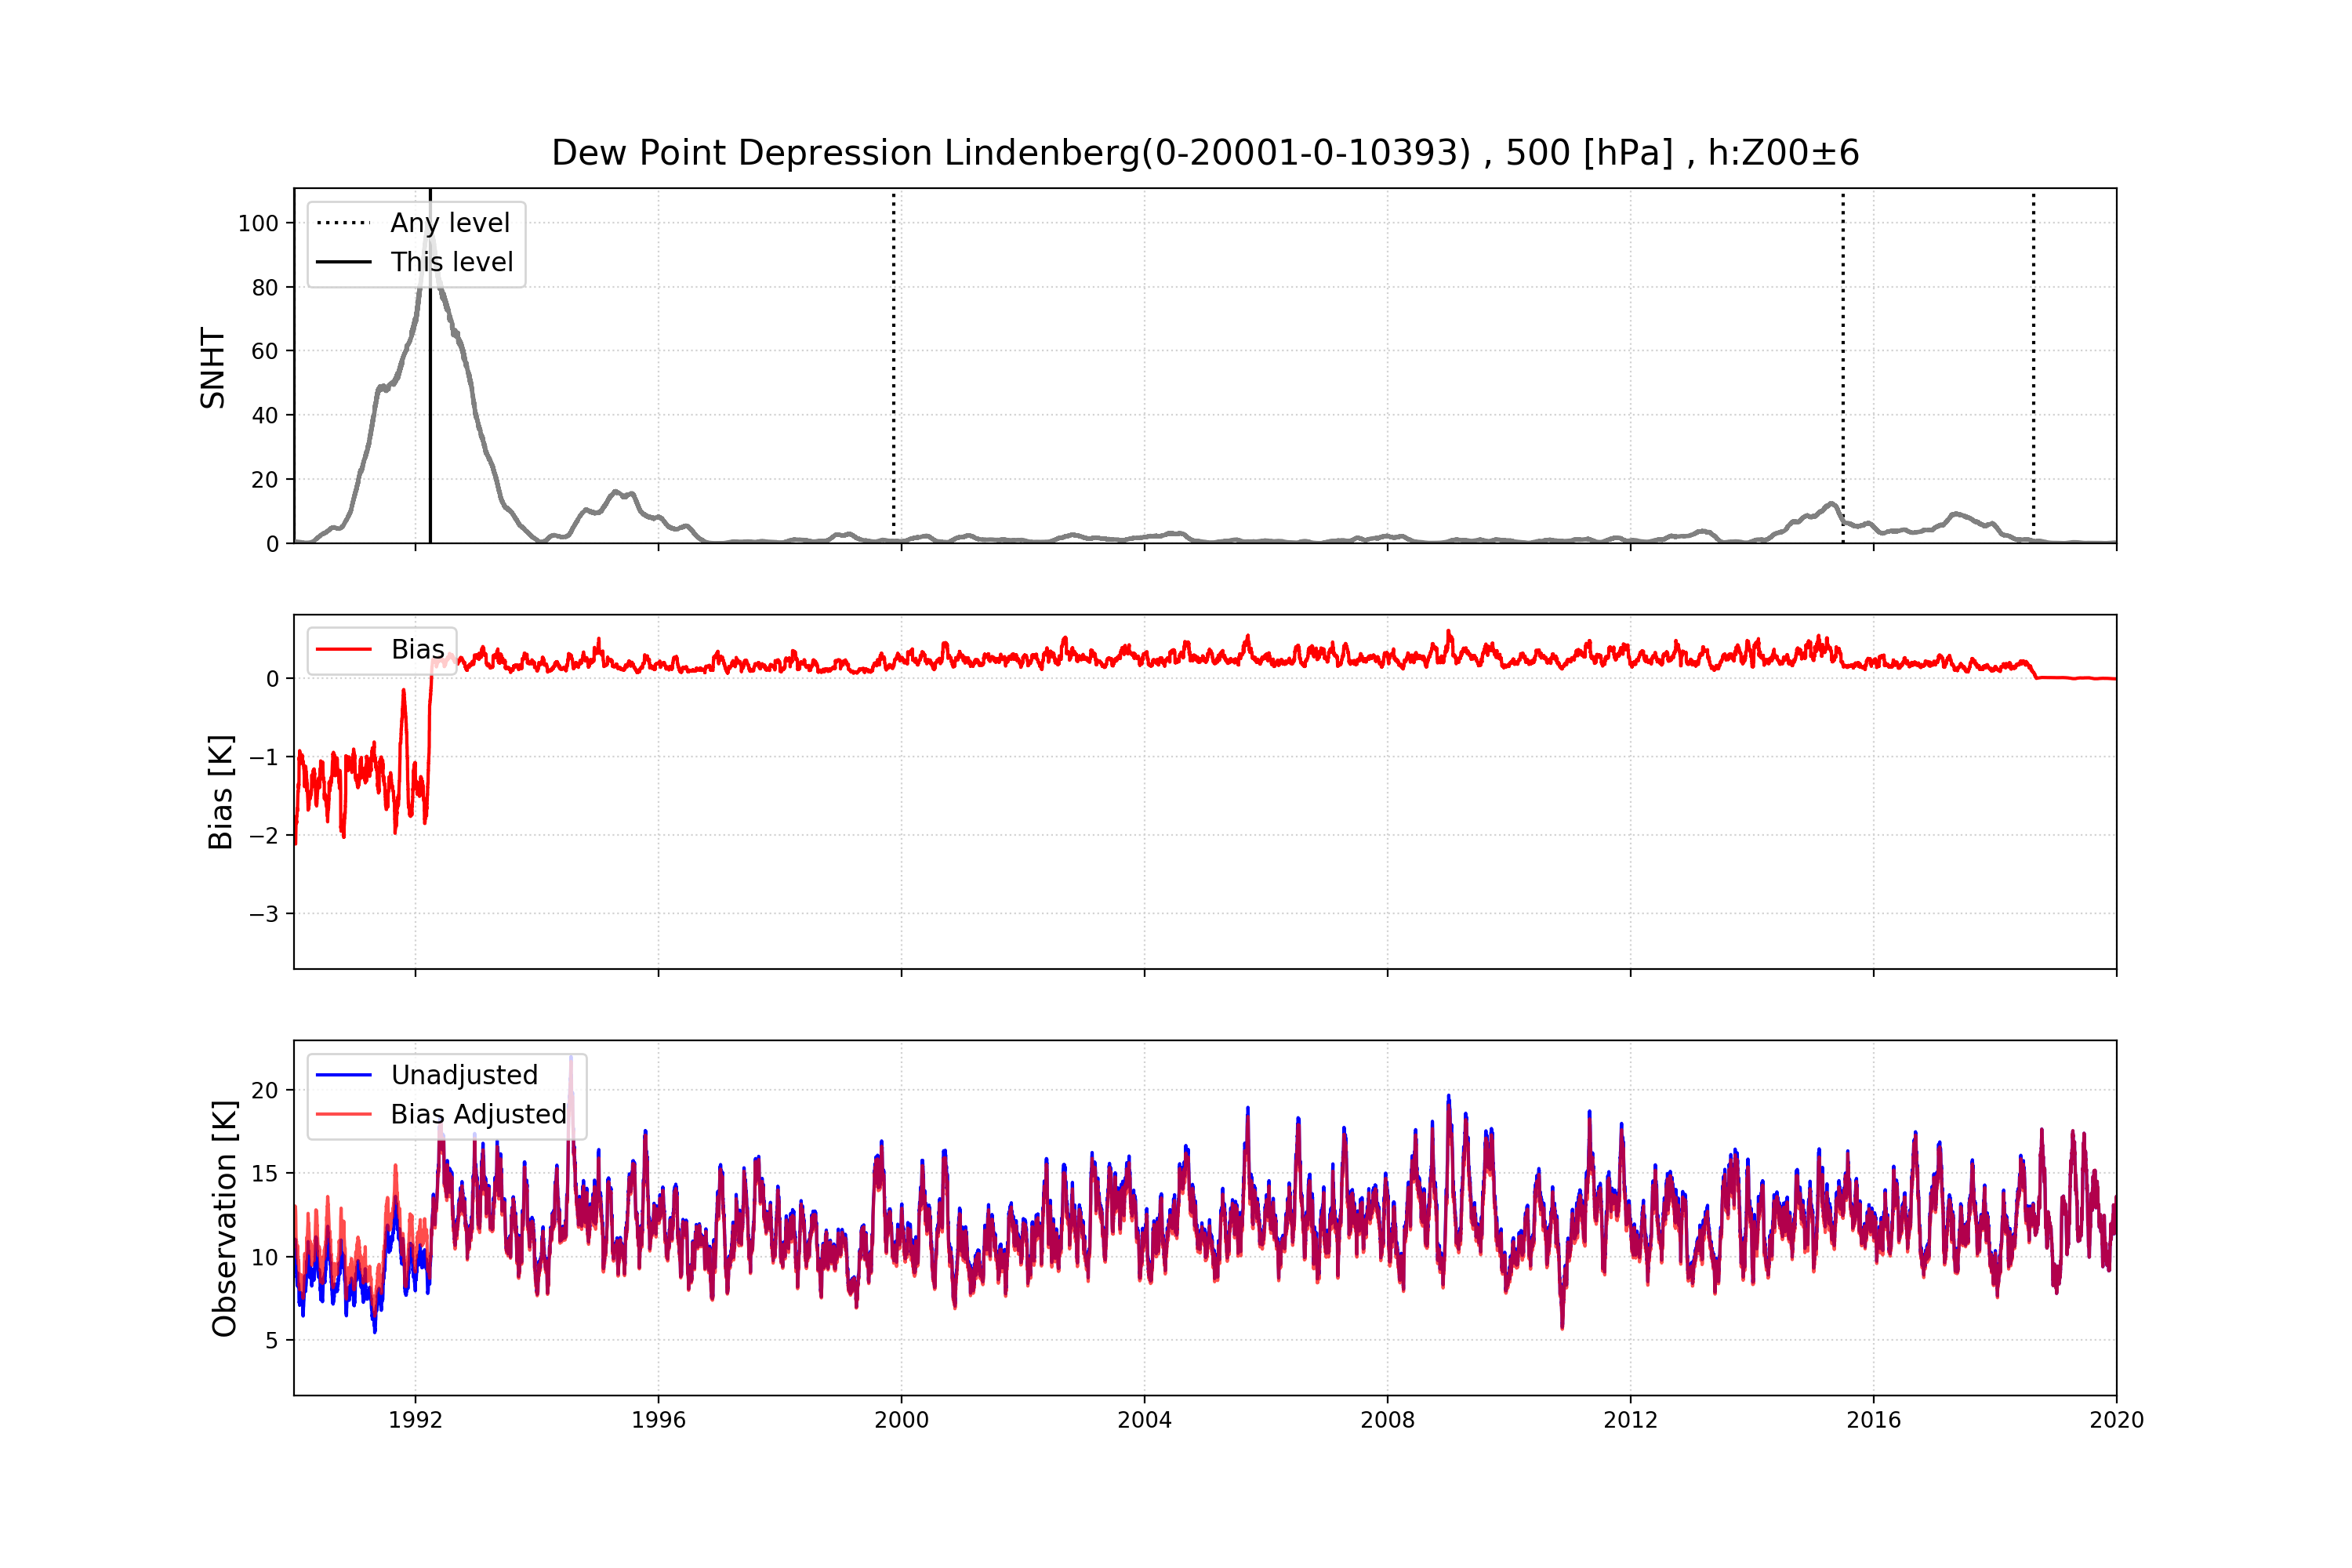 Dew Point Depression Lindenberg(0-20001-0-10393) , 500 [hPa] , h:Z00±6
Any level
This level
SNHT
100
80
60
40
20
0
Bias
Bias [K]
0
−1
−2
−3
Unadjusted
Bias Adjusted
Observation [K]
20
15
10
5
1992 1996 2000 2004 2008 2012 2016 2020